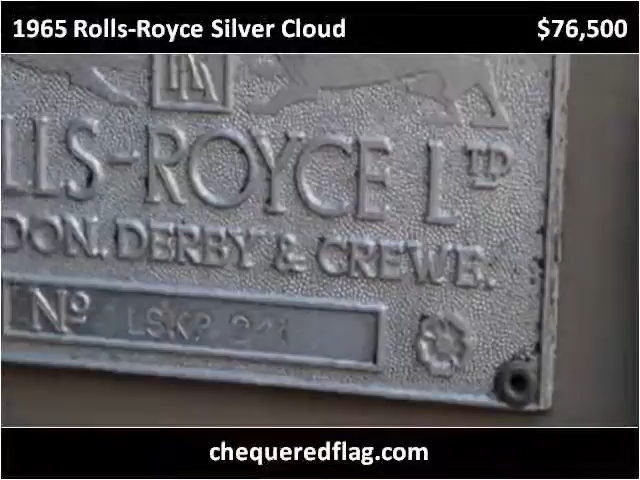 1965 Rolls-Royce Silver Cloud $76,500
LLS-ROYCE LTD
DON. DERBY & CREWE.
No
chequeredflag.com